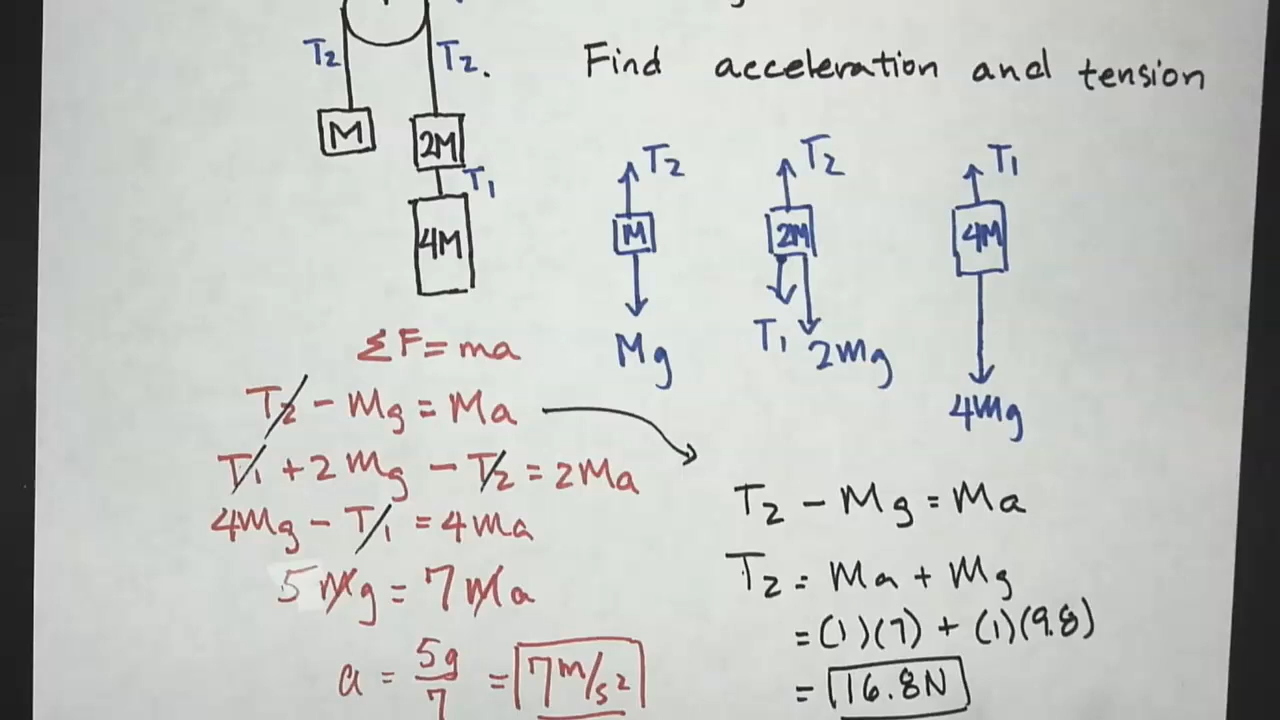 T2 T2.
Find acceleration and tension
M 2M
T1
4M
T2 T2 T1
M 2M 4M
Mg T1 2Mg 4Mg
ΣF = ma
T2 - Mg = Ma
T1 + 2Mg - T2 = 2Ma
4Mg - T1 = 4Ma
5Mg = 7Ma
a = 5g/7 = 7 m/s²
T2 - Mg = Ma
T2 = Ma + Mg
= (1)(7) + (1)(9.8)
= 16.8N